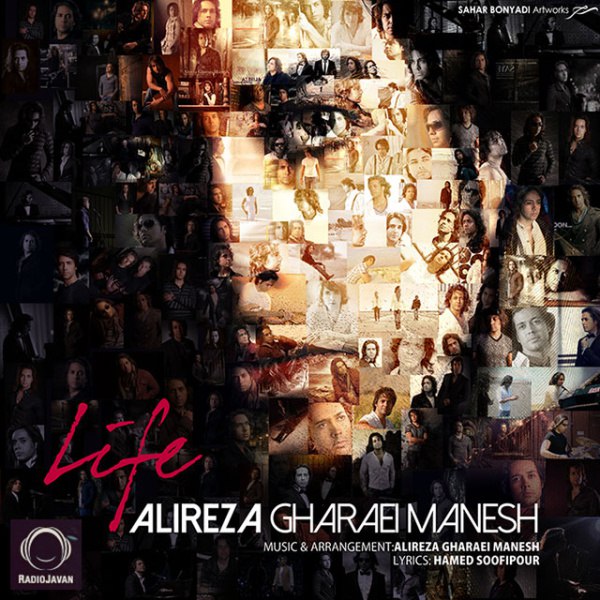 SAHAR BONYADI Artworks
Life
ALIREZA GHARAEI MANESH
MUSIC & ARRANGEMENT:ALIREZA GHARAEI MANESH
LYRICS: HAMED SOOFIPOUR
RADIOJAVAN